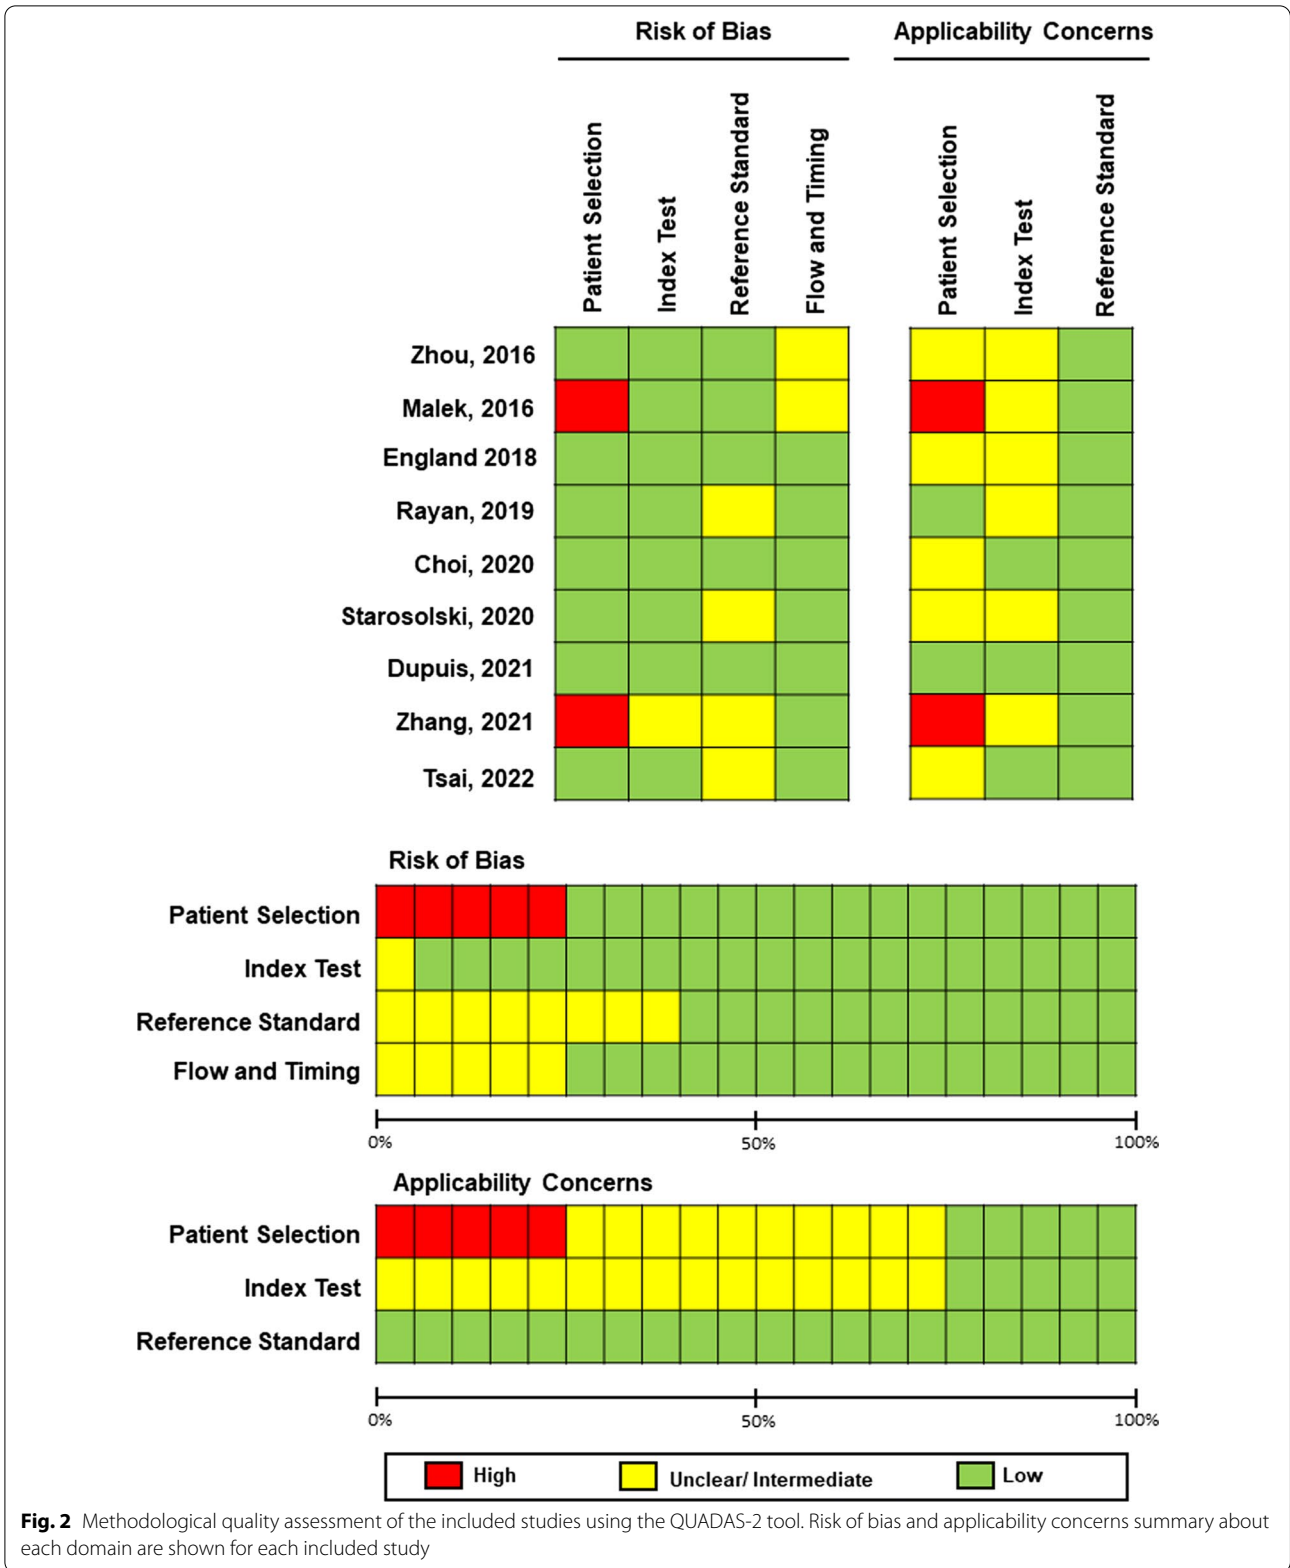 Risk of Bias
Applicability Concerns
Patient Selection
Index Test
Reference Standard
Flow and Timing
Patient Selection
Index Test
Reference Standard
Zhou, 2016
Malek, 2016
England 2018
Rayan, 2019
Choi, 2020
Starosolski, 2020
Dupuis, 2021
Zhang, 2021
Tsai, 2022
Risk of Bias
Patient Selection
Index Test
Reference Standard
Flow and Timing
0% 50% 100%
Applicability Concerns
Patient Selection
Index Test
Reference Standard
0% 50% 100%
High Unclear/ Intermediate Low
Fig. 2 Methodological quality assessment of the included studies using the QUADAS-2 tool. Risk of bias and applicability concerns summary about
each domain are shown for each included study